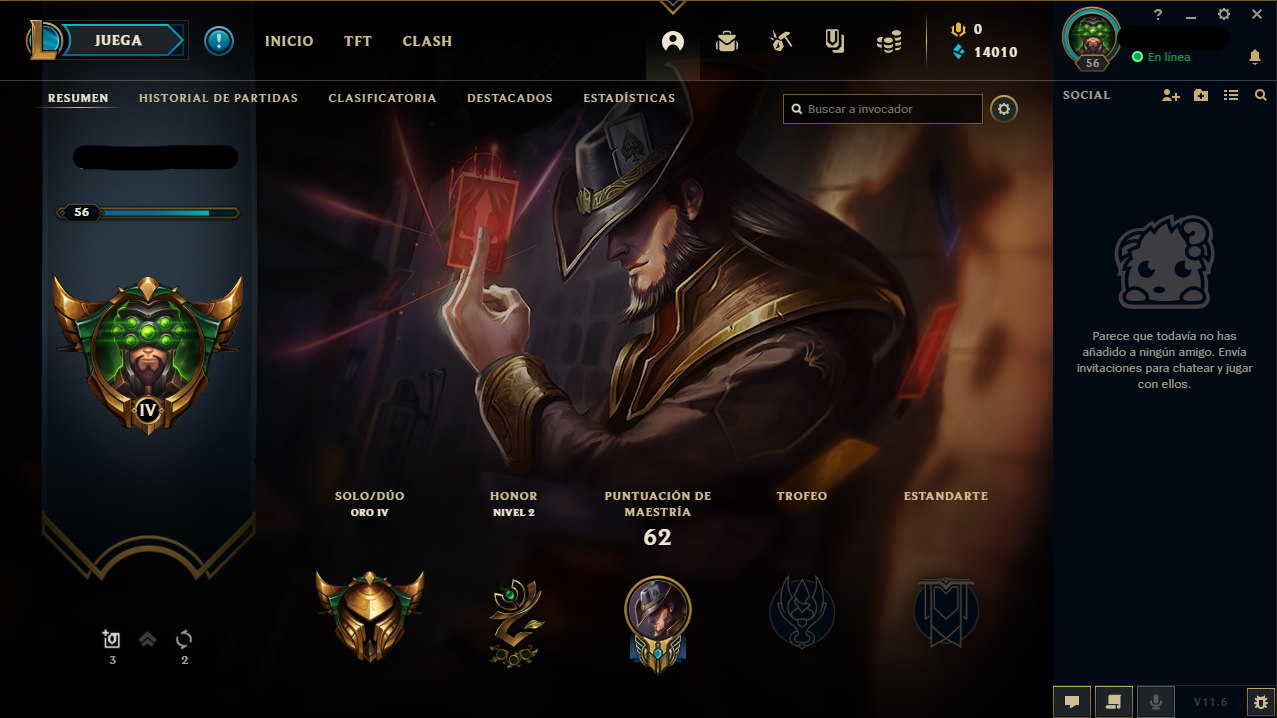 JUEGA
INICIO
TFT
CLASH
0
14010
?
56
En línea
RESUMEN
HISTORIAL DE PARTIDAS
CLASIFICATORIA
DESTACADOS
ESTADÍSTICAS
Buscar a invocador
SOCIAL
56
IV
Parece que todavía no has
añadido a ningún amigo. Envía
invitaciones para chatear y jugar
con ellos.
SOLO/DÚO
ORO IV
HONOR
NIVEL 2
PUNTUACIÓN DE
MAESTRÍA
62
TROFEO
ESTANDARTE
3
2
V11.6